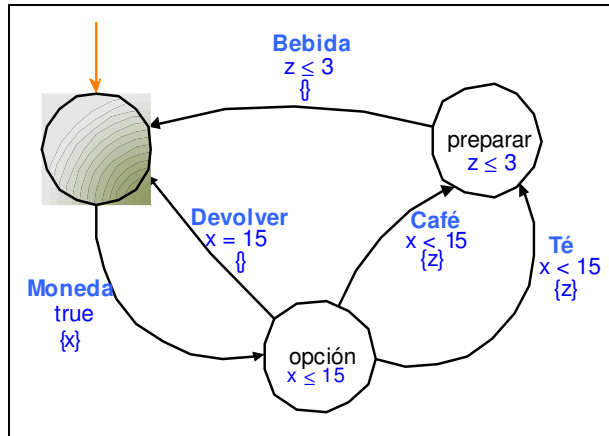 Bebida
z ≤ 3
{}
preparar
z ≤ 3
Devolver
x = 15
{}
Café
x < 15
{z}
Té
x < 15
{z}
Moneda
true
{x}
opción
x ≤ 15